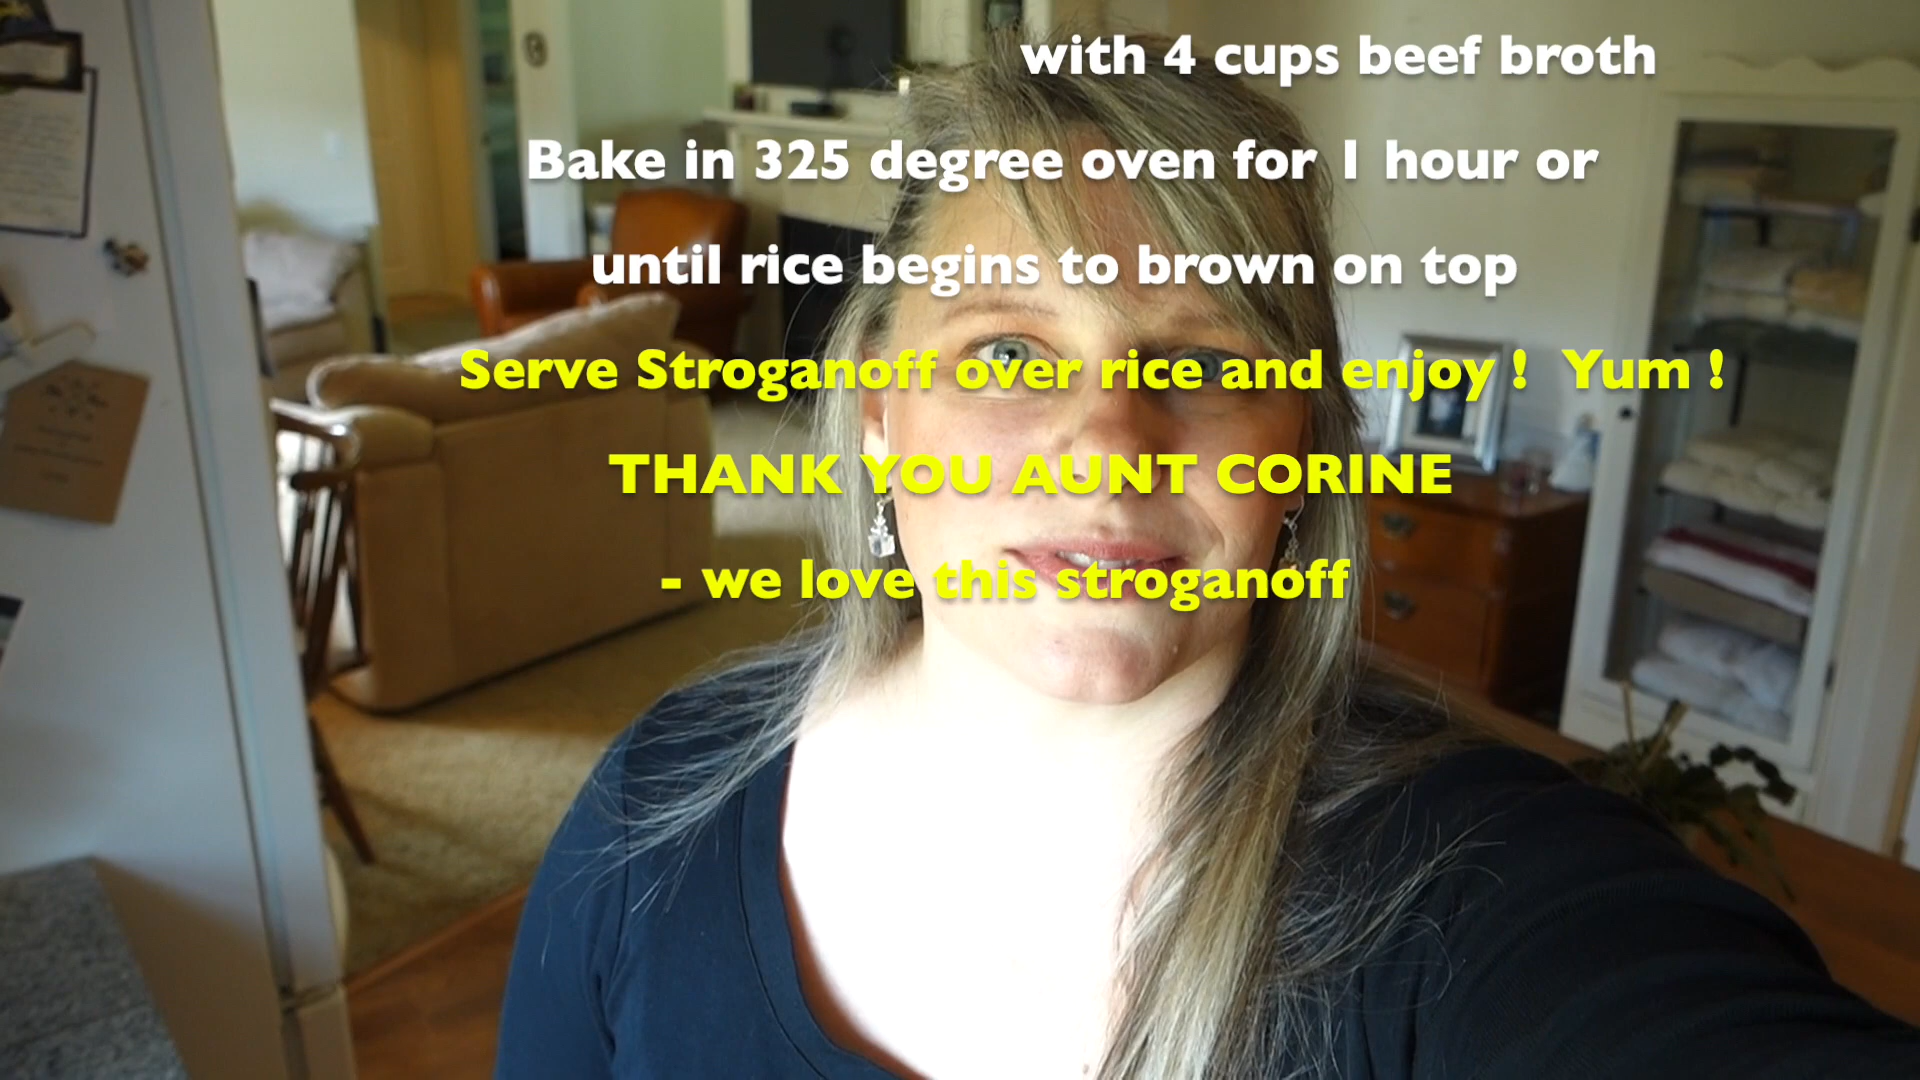 with 4 cups beef broth
Bake in 325 degree oven for 1 hour or
until rice begins to brown on top
Serve Stroganoff over rice and enjoy !  Yum !
THANK YOU AUNT CORINE
- we love this stroganoff